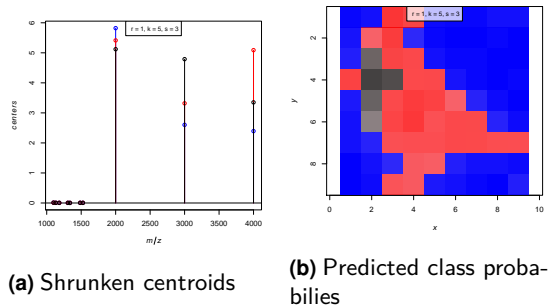 r = 1, k = 5, s = 3
centers
0
1
2
3
4
5
6
1000
1500
2000
2500
3000
3500
4000
m/z
(a) Shrunken centroids
r = 1, k = 5, s = 3
y
2
4
6
8
0
2
4
6
8
10
x
(b) Predicted class proba-
bilies